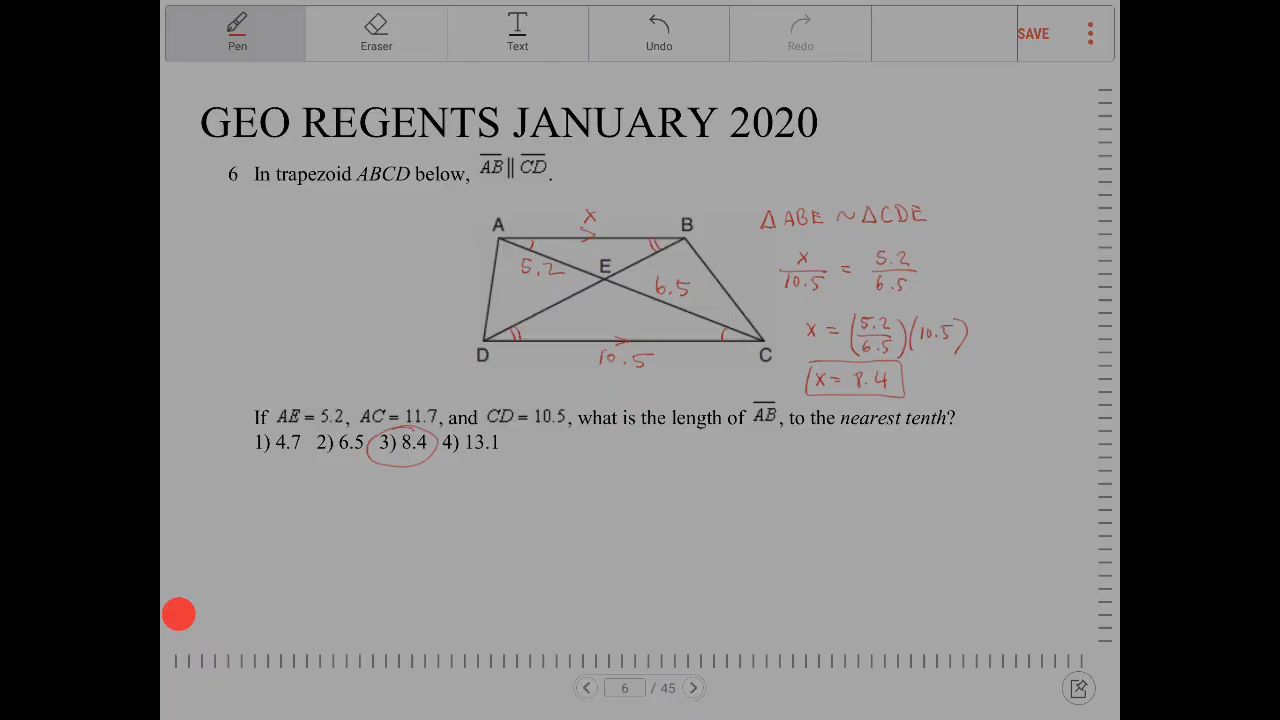 Pen Eraser Text Undo Redo SAVE
GEO REGENTS JANUARY 2020
6 In trapezoid ABCD below, AB || CD.
x
A B
5.2 E 6.5
D C
10.5
△ABE ~ △CDE
x/10.5 = 5.2/6.5
x = (5.2/6.5)(10.5)
x = 8.4
If AE = 5.2, AC = 11.7, and CD = 10.5, what is the length of AB, to the nearest tenth?
1) 4.7 2) 6.5 3) 8.4 4) 13.1
6 / 45